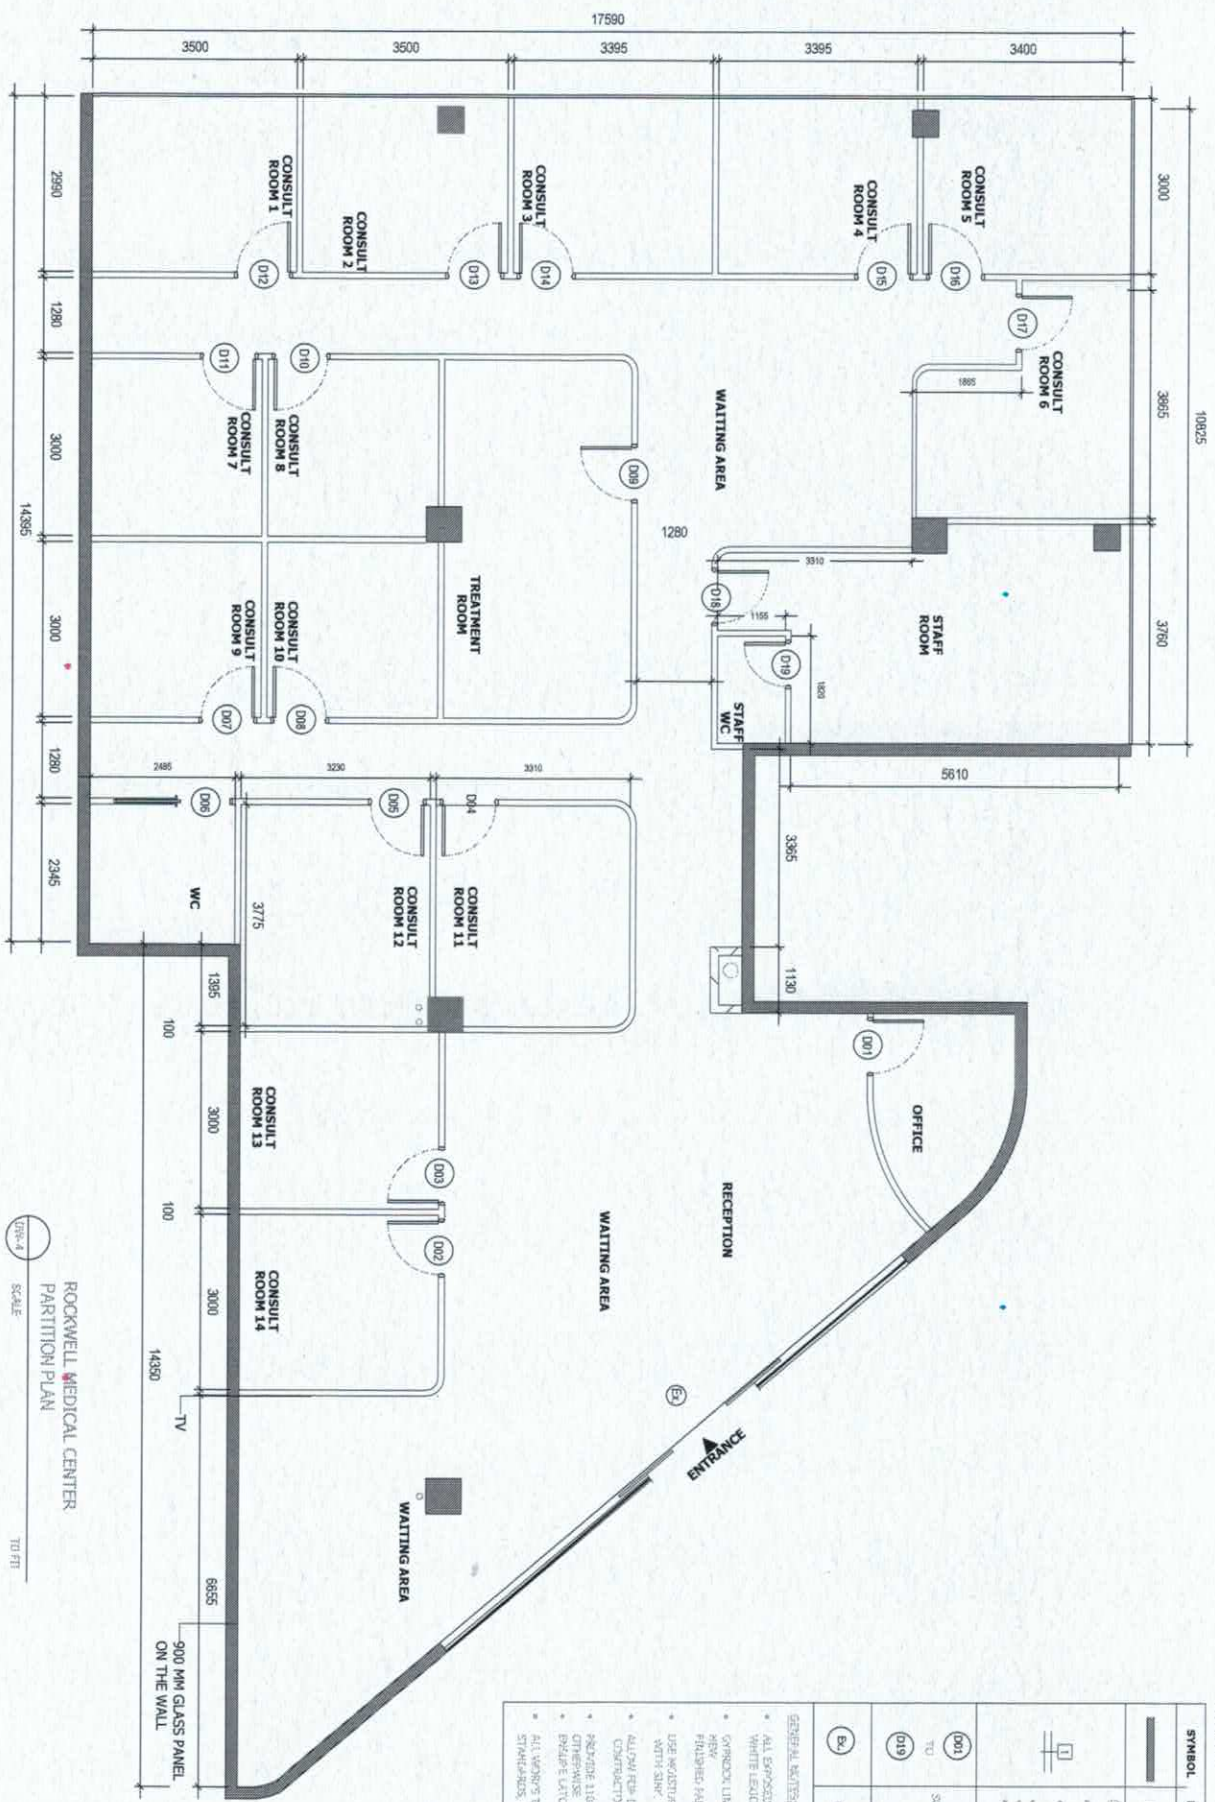 17590
3500
3500
3395
3395
3400
10825
3000
3865
3760
14395
2990
1280
3000
3000
1280
2345
CONSULT
ROOM 1
CONSULT
ROOM 2
CONSULT
ROOM 3
CONSULT
ROOM 4
CONSULT
ROOM 5
D12
D13
D14
D15
D16
D17
CONSULT
ROOM 6
1865
D11
D10
CONSULT
ROOM 7
CONSULT
ROOM 8
WAITING AREA
D09
1280
TREATMENT
ROOM
CONSULT
ROOM 9
CONSULT
ROOM 10
D07
D08
3310
D18
1155
STAFF
ROOM
D19
1820
STAFF
WC
5610
2485
3230
3310
D06
D05
D04
WC
3775
CONSULT
ROOM 12
CONSULT
ROOM 11
3365
1130
D01
OFFICE
1395
100
3000
100
3000
6655
14350
CONSULT
ROOM 13
D03
D02
CONSULT
ROOM 14
RECEPTION
WAITING AREA
Ex.
ENTRANCE
WAITING AREA
TV
900 MM GLASS PANEL
ON THE WALL
ROCKWELL MEDICAL CENTER
PARTITION PLAN
SCALE
TO FIT
SYMBOL
1
D01
TO
D19
Ex.
GENERAL NOTES: